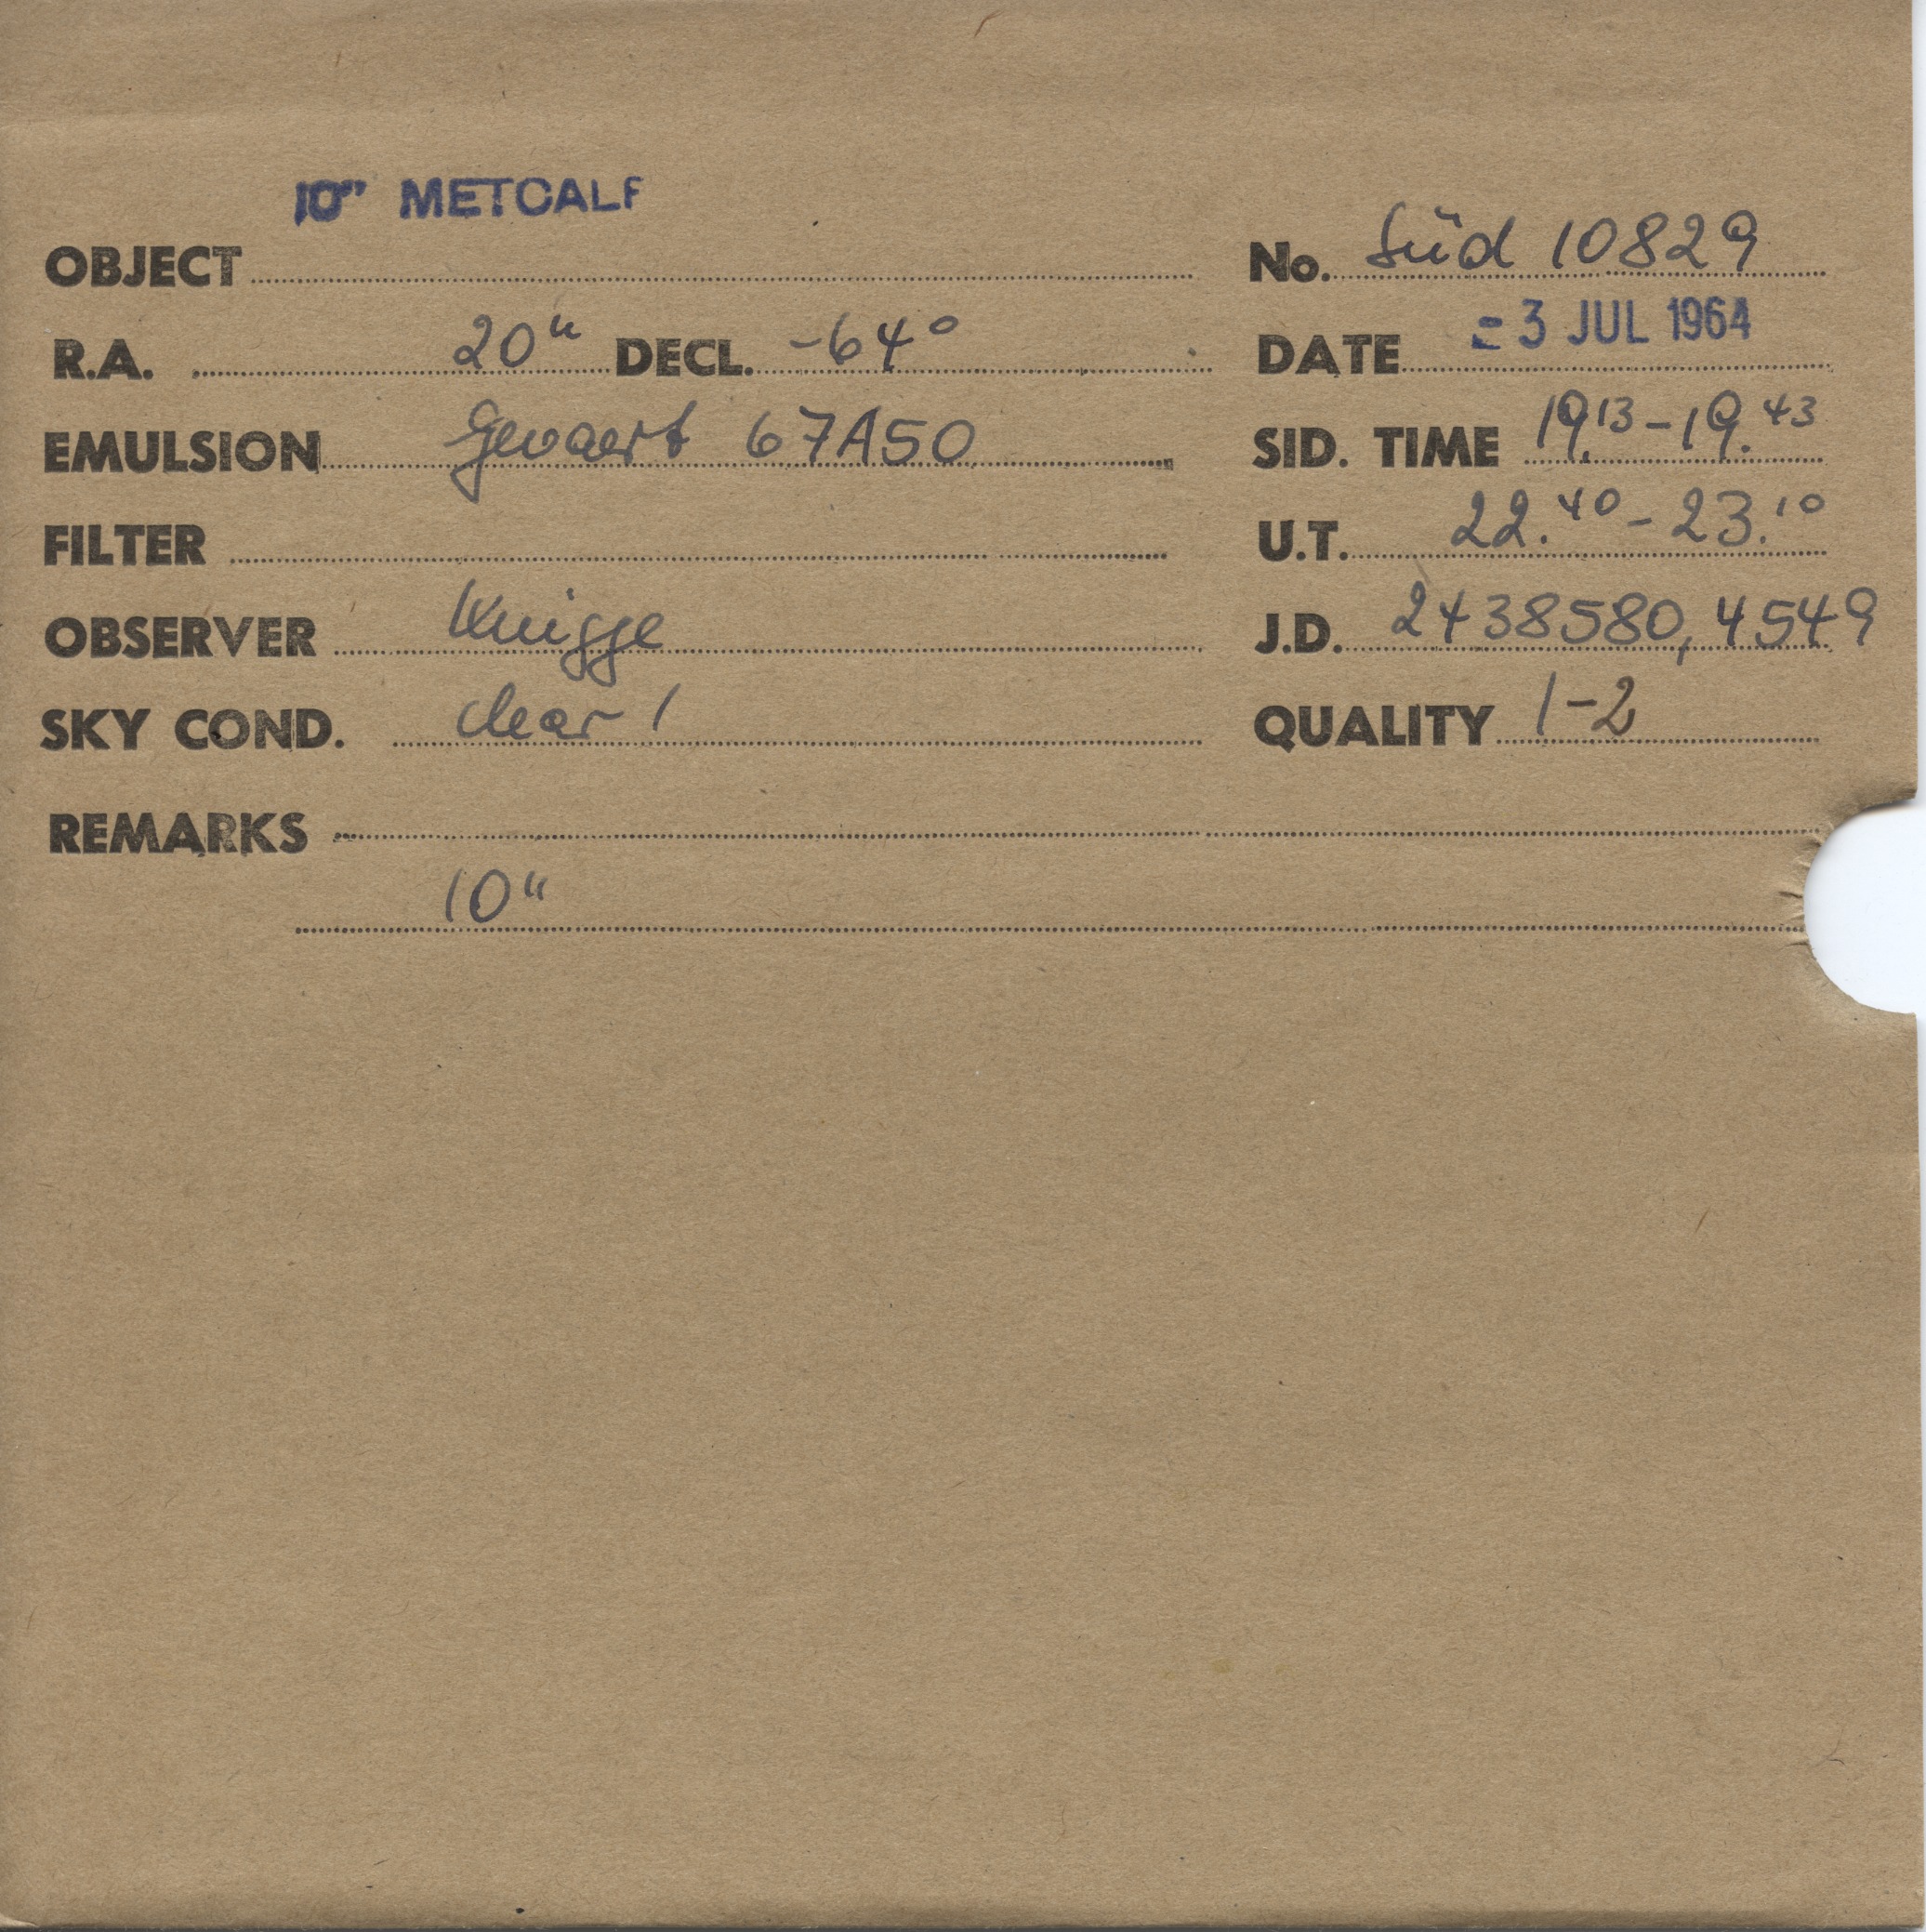 10" METCALF
OBJECT No. Süd 10829
R.A. 20h DECL. -64° DATE -3 JUL 1964
EMULSION Gevaert 67A50 SID. TIME 19.13-19.43
FILTER U.T. 22.40-23.10
OBSERVER Knigge J.D. 2438580,4549
SKY COND. clear 1 QUALITY 1-2
REMARKS
10"